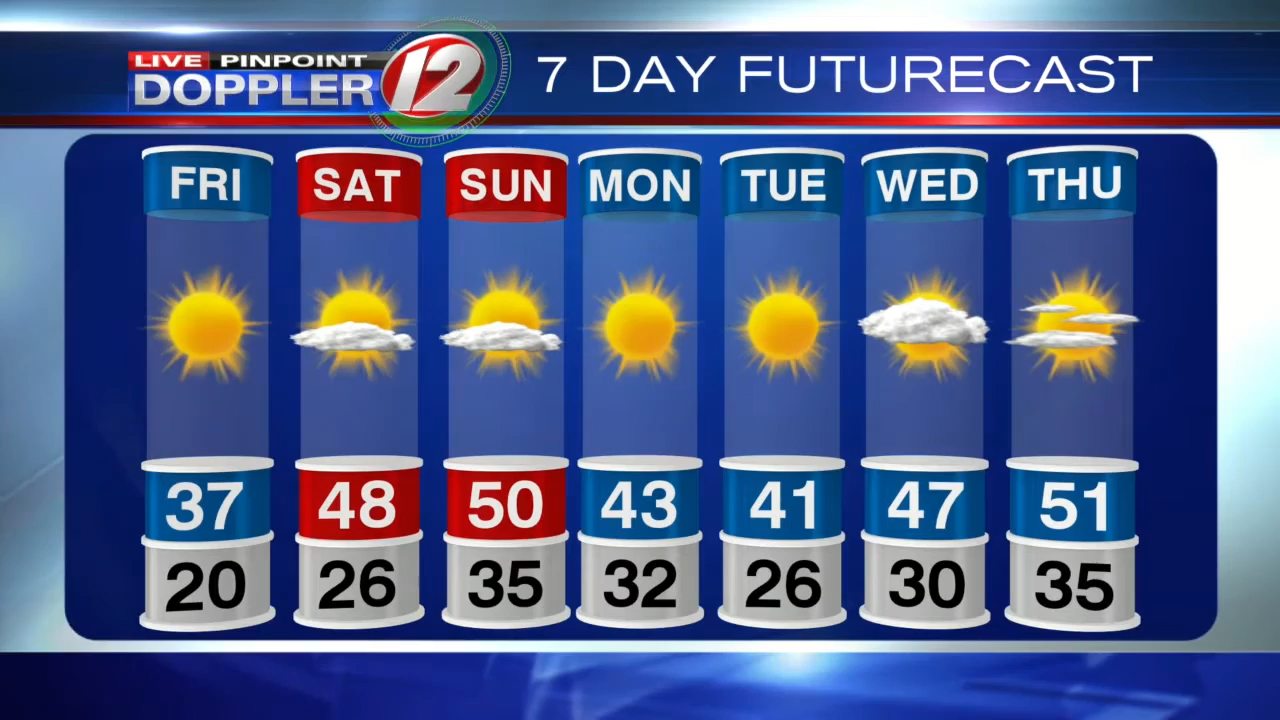 LIVE PINPOINT
DOPPLER 12
7 DAY FUTURECAST
FRI SAT SUN MON TUE WED THU
37 48 50 43 41 47 51
20 26 35 32 26 30 35